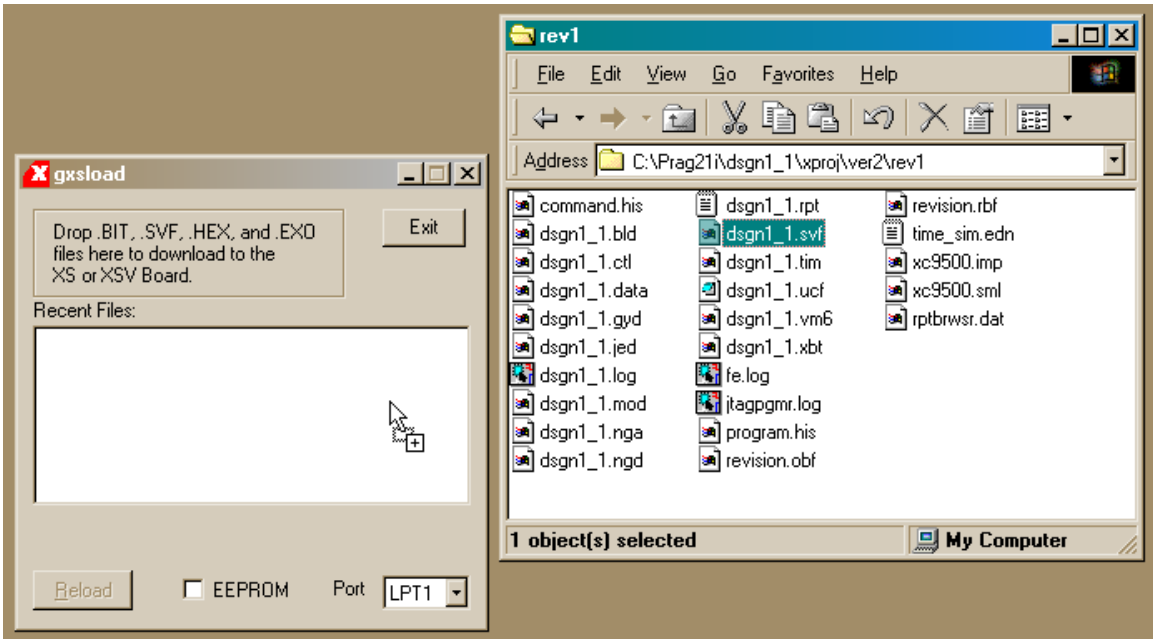 gxsload
Drop .BIT, .SVF, .HEX, and .EXO
files here to download to the
XS or XSV Board.
Exit
Recent Files:
Reload
EEPROM
Port
LPT1
rev1
File Edit View Go Favorites Help
Address C:\Prag21i\dsgn1_1\xproj\ver2\rev1
command.his
dsgn1_1.bld
dsgn1_1.ctl
dsgn1_1.data
dsgn1_1.gyd
dsgn1_1.jed
dsgn1_1.log
dsgn1_1.mod
dsgn1_1.nga
dsgn1_1.ngd
dsgn1_1.rpt
dsgn1_1.svf
dsgn1_1.tim
dsgn1_1.ucf
dsgn1_1.vm6
dsgn1_1.xbt
fe.log
jtagpgmr.log
program.his
revision.obf
revision.rbf
time_sim.edn
xc9500.imp
xc9500.sml
rptbrwsr.dat
1 object(s) selected
My Computer